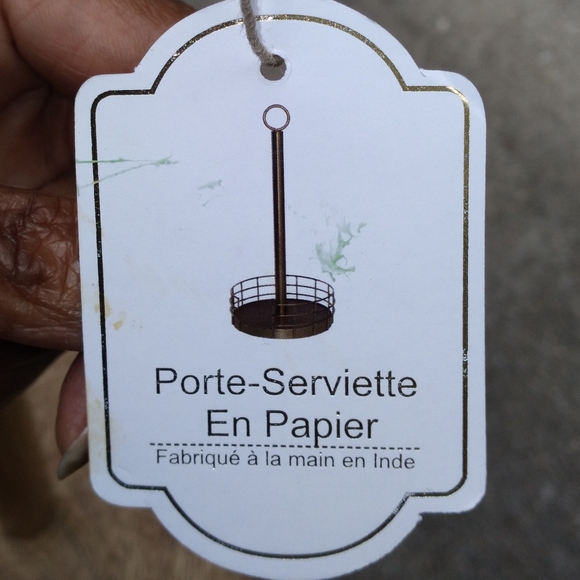 Porte-Serviette
En Papier
Fabriqué à la main en Inde